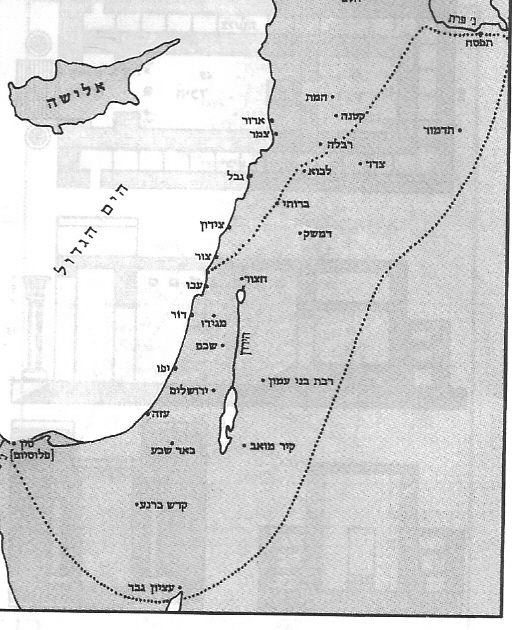 נ׳ פרת
תפסח
אלישה
חמת
קטנה
ארוד
צמר
תדמור
רבלה
צדד
לבוא
גבל
ברותי
צידון
דמשק
צור
חצור
עכו
דור
מגידו
הירדן
שכם
יפו
רבת בני עמון
ירושלים
עזה
הים הגדול
סין
[פלוסיום]
באר שבע
קיר מואב
קדש ברנע
עציון גבר